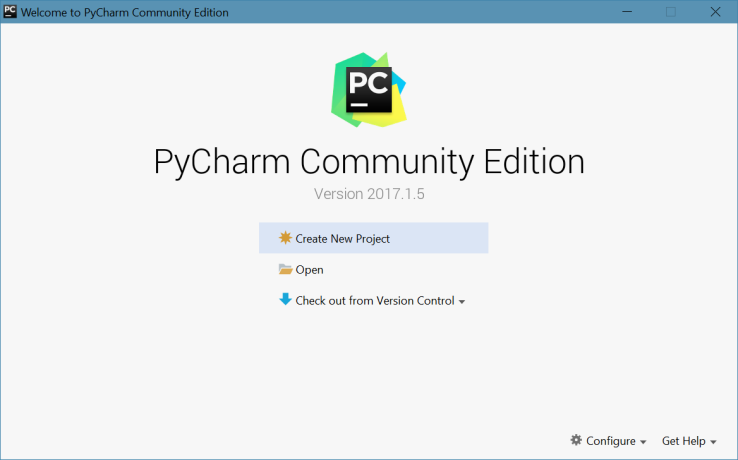 PC Welcome to PyCharm Community Edition
PC
PyCharm Community Edition
Version 2017.1.5
Create New Project
Open
Check out from Version Control
Configure Get Help